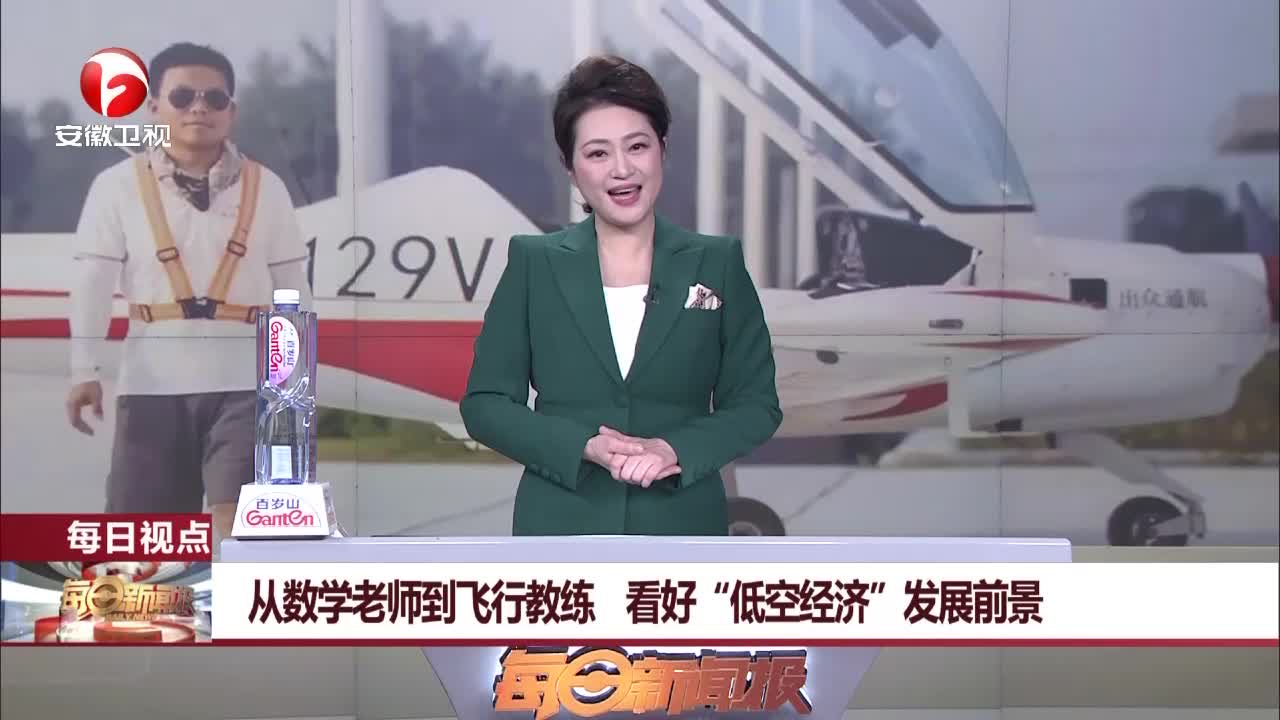 安徽卫视
129V
出众通航
百岁山
Ganten
百岁山
Ganten
每日视点
每日新闻报
DAILY NEWS
从数学老师到飞行教练 看好“低空经济”发展前景
每日新闻报